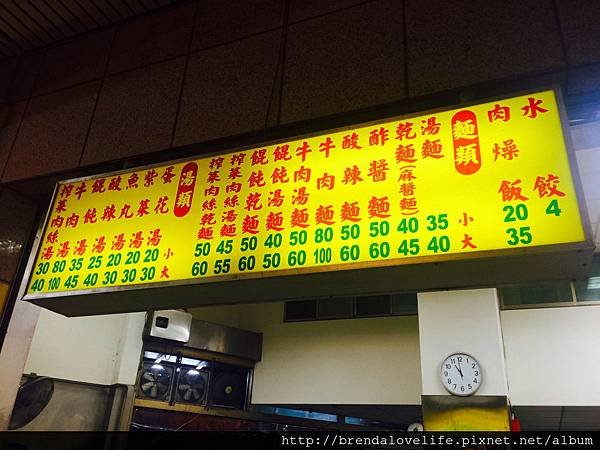 水餃 4
肉燥飯 20 35
麵類 小 大
湯麵 35 40
乾麵(麻醬麵) 40 45
酢醬麵 50 60
酸辣麵 50 60
牛肉麵 80 100
牛肉湯麵 50 60
餛飩湯麵 40 50
餛飩乾麵 50 60
榨菜肉絲湯麵 45 55
榨菜肉絲乾麵 50 60
湯類 小 大
蛋花湯 20 30
紫菜湯 20 30
魚丸湯 20 30
酸辣湯 25 40
餛飩湯 35 45
牛肉湯 80 100
榨菜肉絲湯 30 40
http://brendalovelife.pixnet.net/album